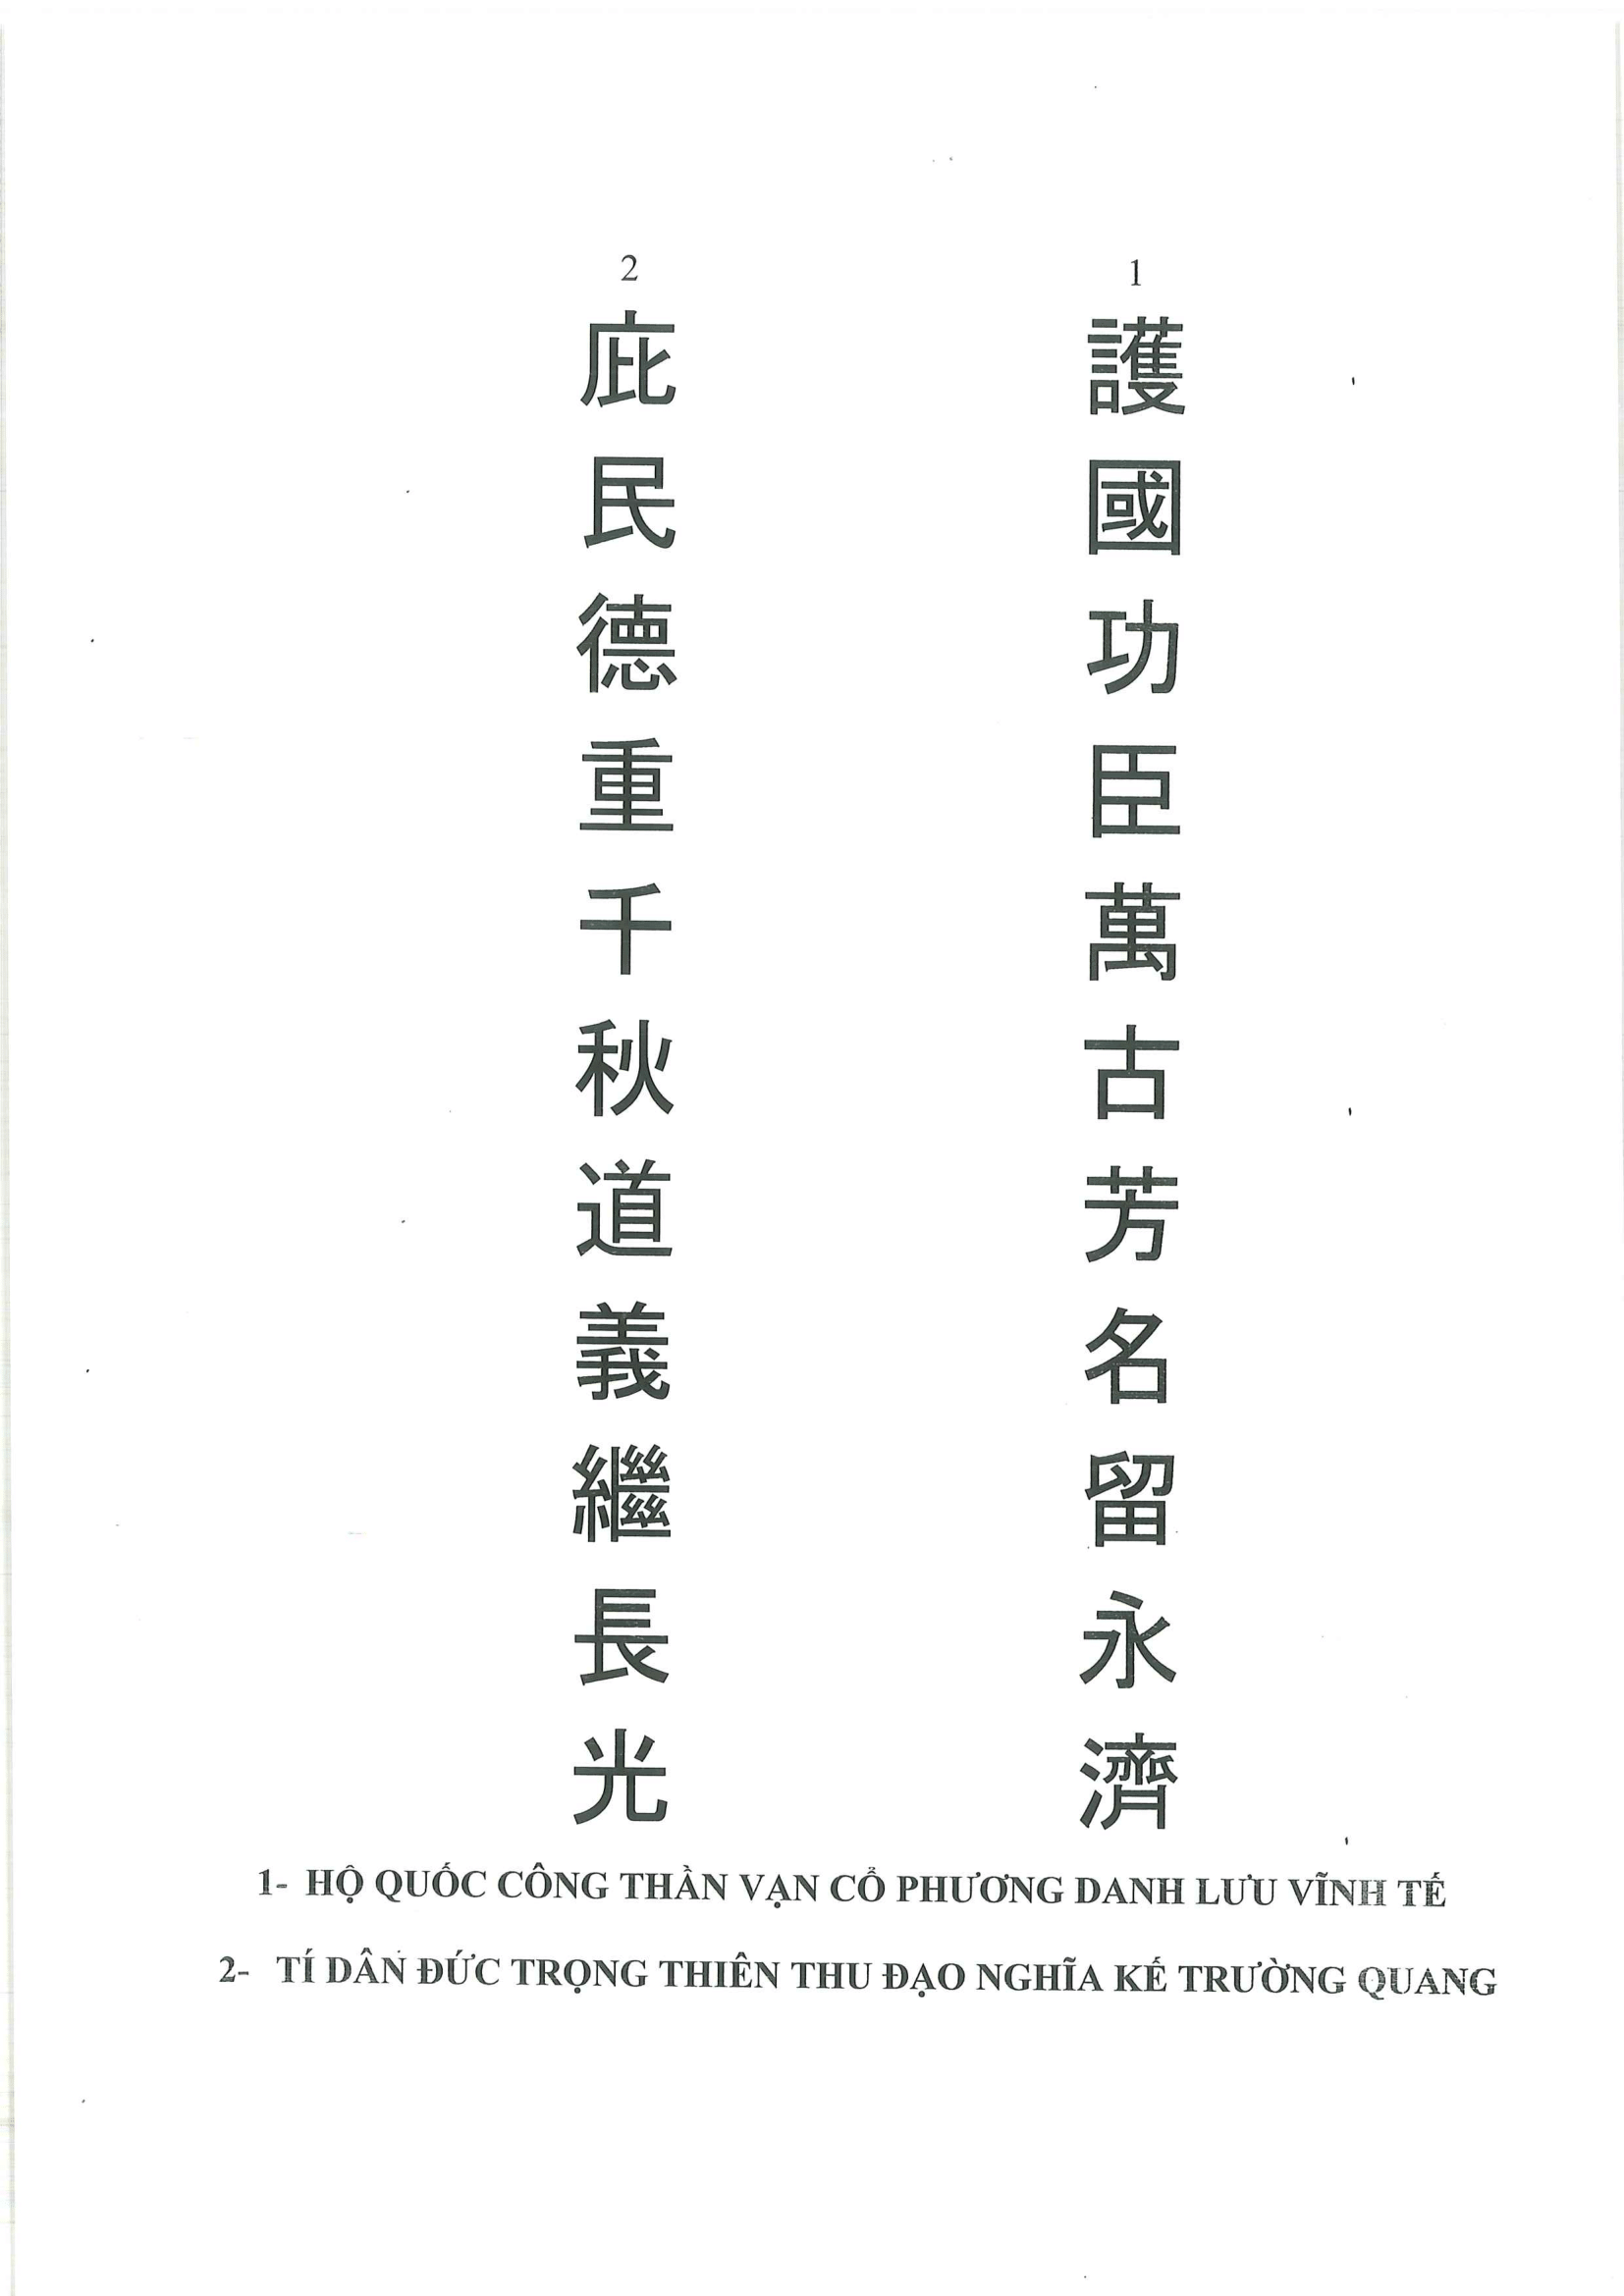 1
護國功臣萬古芳名留永濟
2
庇民德重千秋道義繼長光
1- HỘ QUỐC CÔNG THẦN VẠN CỔ PHƯƠNG DANH LƯU VĨNH TẾ
2- TÍ DÂN ĐỨC TRỌNG THIÊN THU ĐẠO NGHĨA KẾ TRƯỜNG QUANG